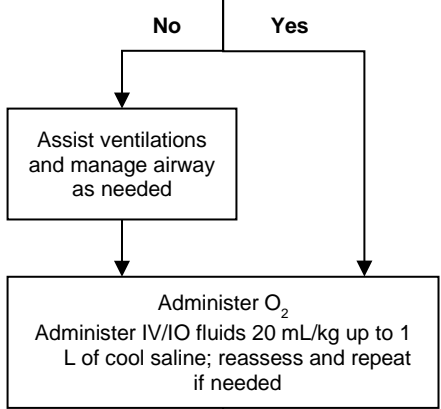 No Yes
Assist ventilations
and manage airway
as needed
Administer O₂
Administer IV/IO fluids 20 mL/kg up to 1
L of cool saline; reassess and repeat
if needed